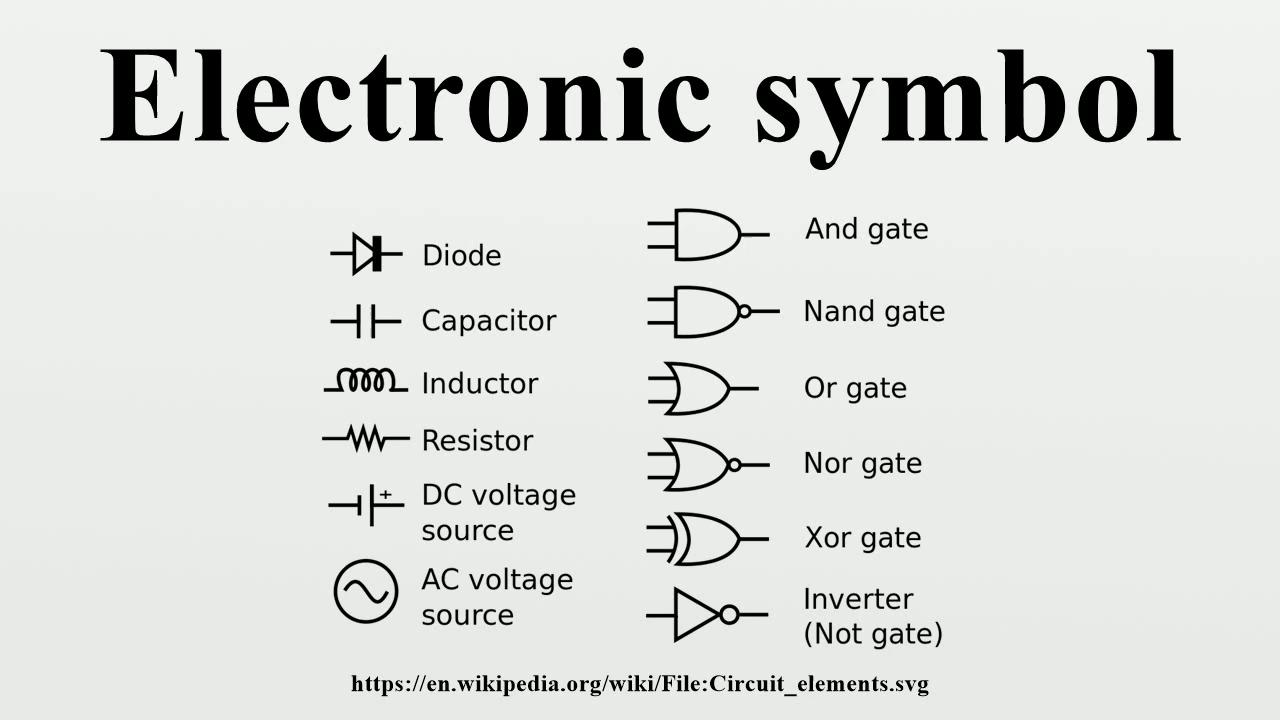 Electronic symbol
Diode
Capacitor
Inductor
Resistor
+
DC voltage
source
AC voltage
source
And gate
Nand gate
Or gate
Nor gate
Xor gate
Inverter
(Not gate)
https://en.wikipedia.org/wiki/File:Circuit_elements.svg